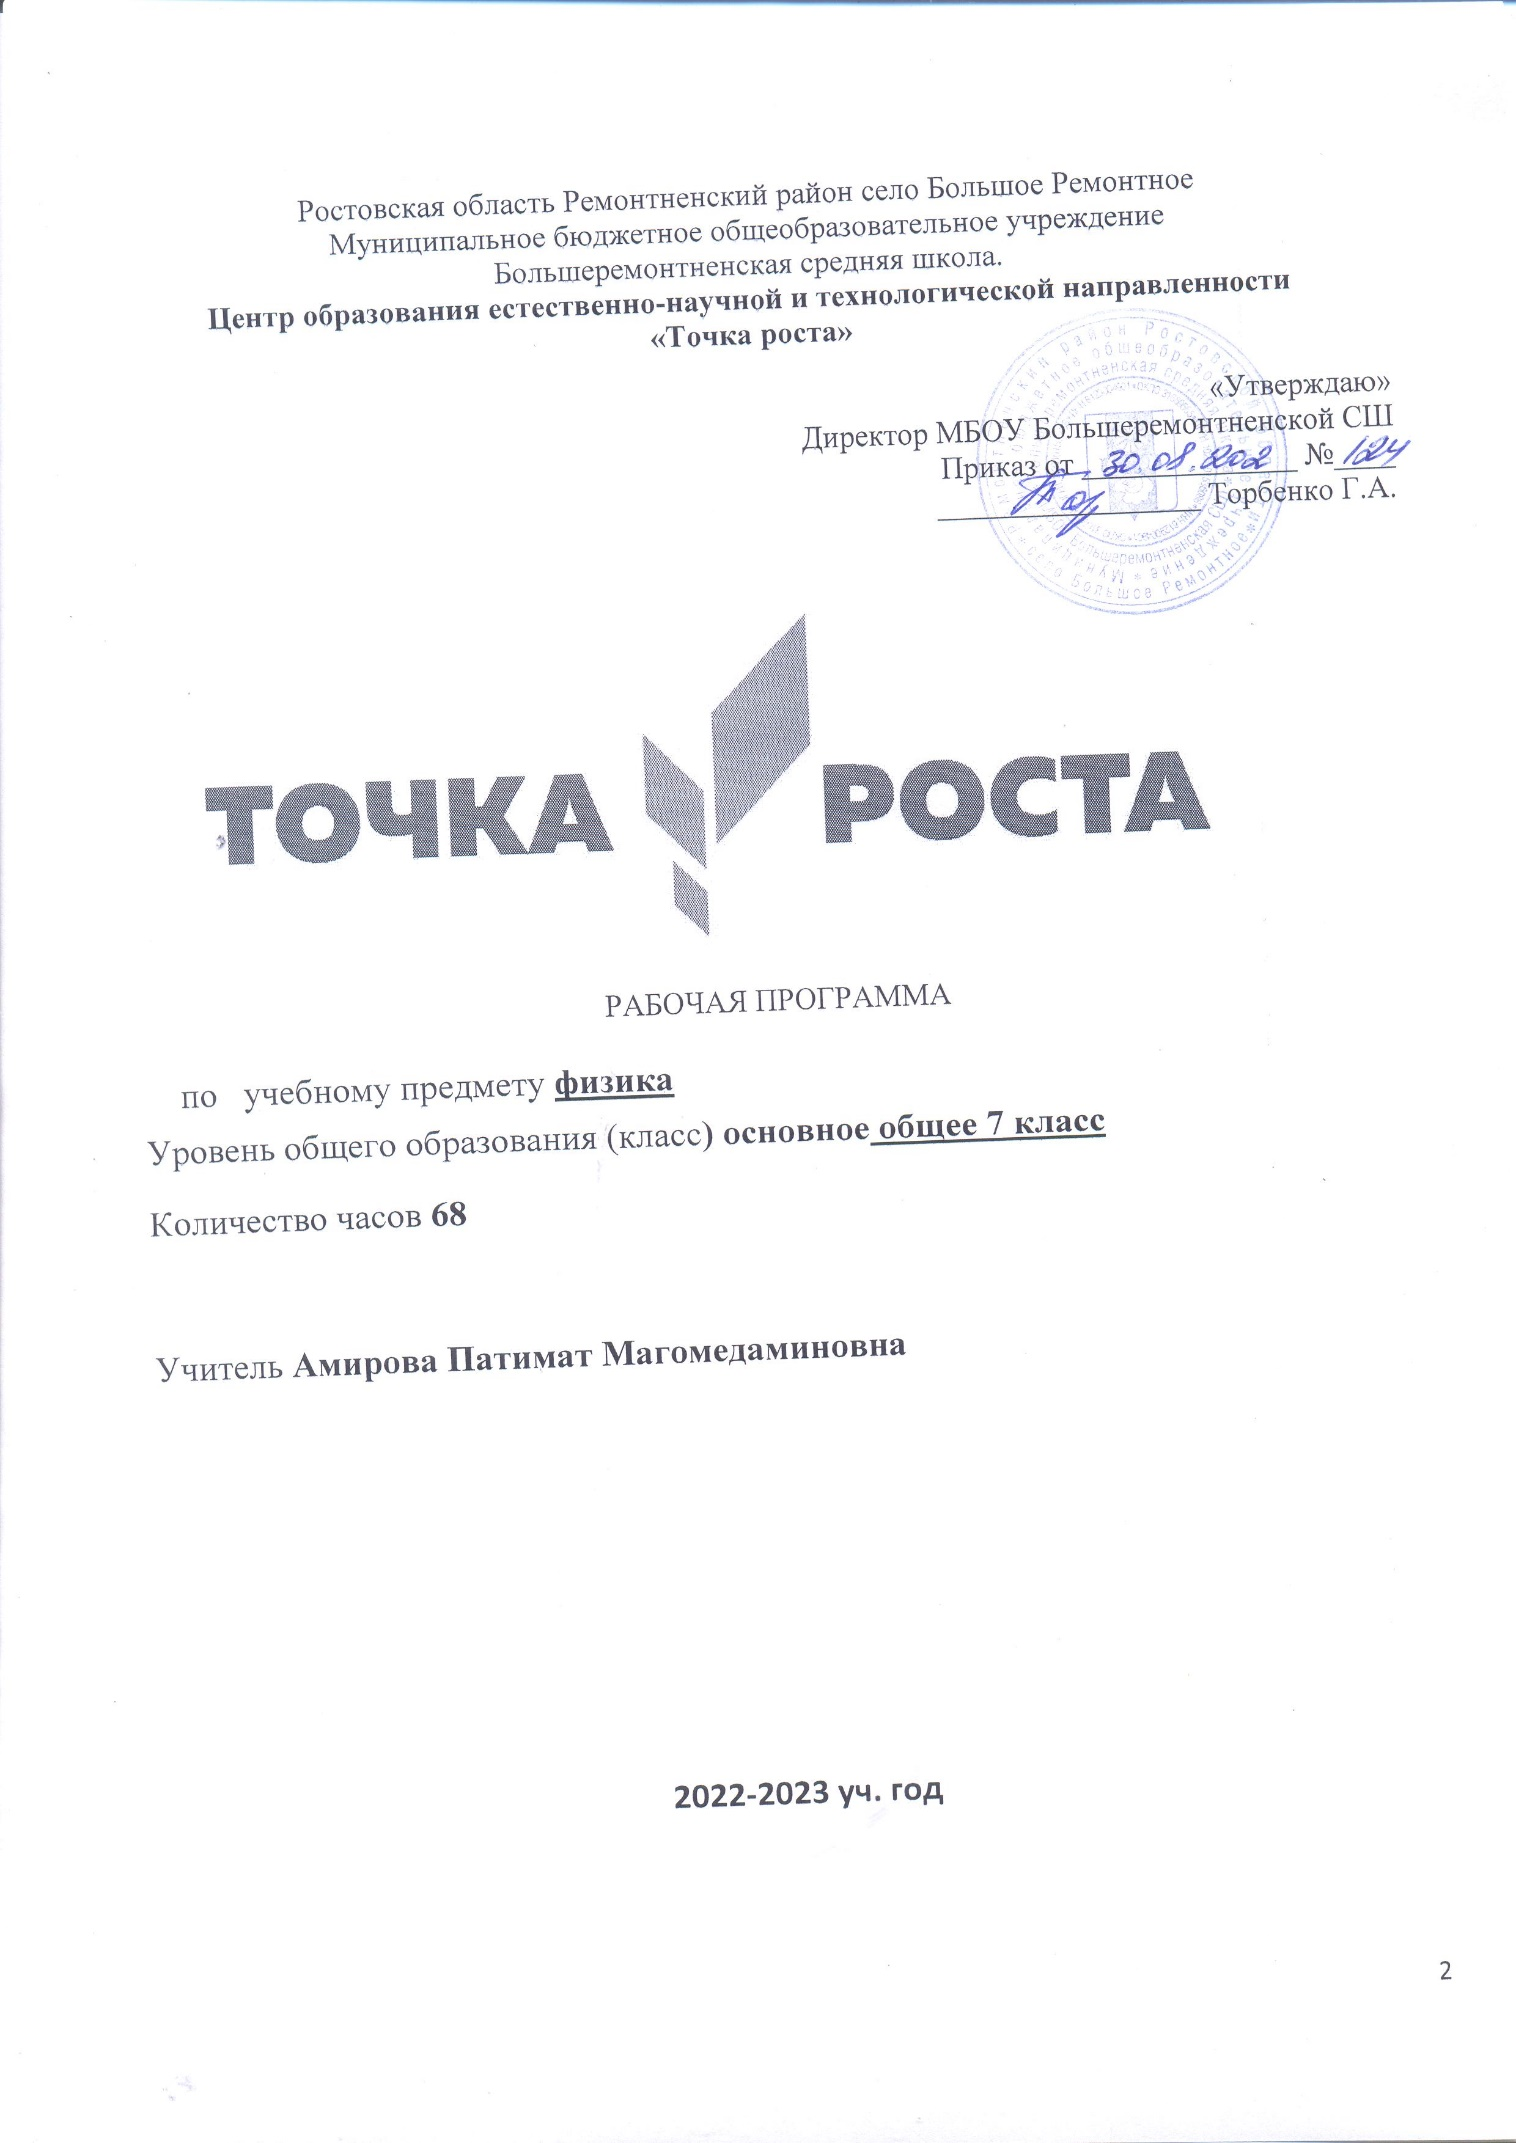 Ростовская область Ремонтненский район село Большое Ремонтное
Муниципальное бюджетное общеобразовательное учреждение
Большеремонтненская средняя школа.
Центр образования естественно-научной и технологической направленности
«Точка роста»
«Утверждаю»
Директор МБОУ Большеремонтненской СШ
Приказ от 30.08.202 № 124
Торбенко Г.А.
ТОЧКА РОСТА
РАБОЧАЯ ПРОГРАММА
по учебному предмету физика
Уровень общего образования (класс) основное общее 7 класс
Количество часов 68
Учитель Амирова Патимат Магомедаминовна
2022-2023 уч. год
2